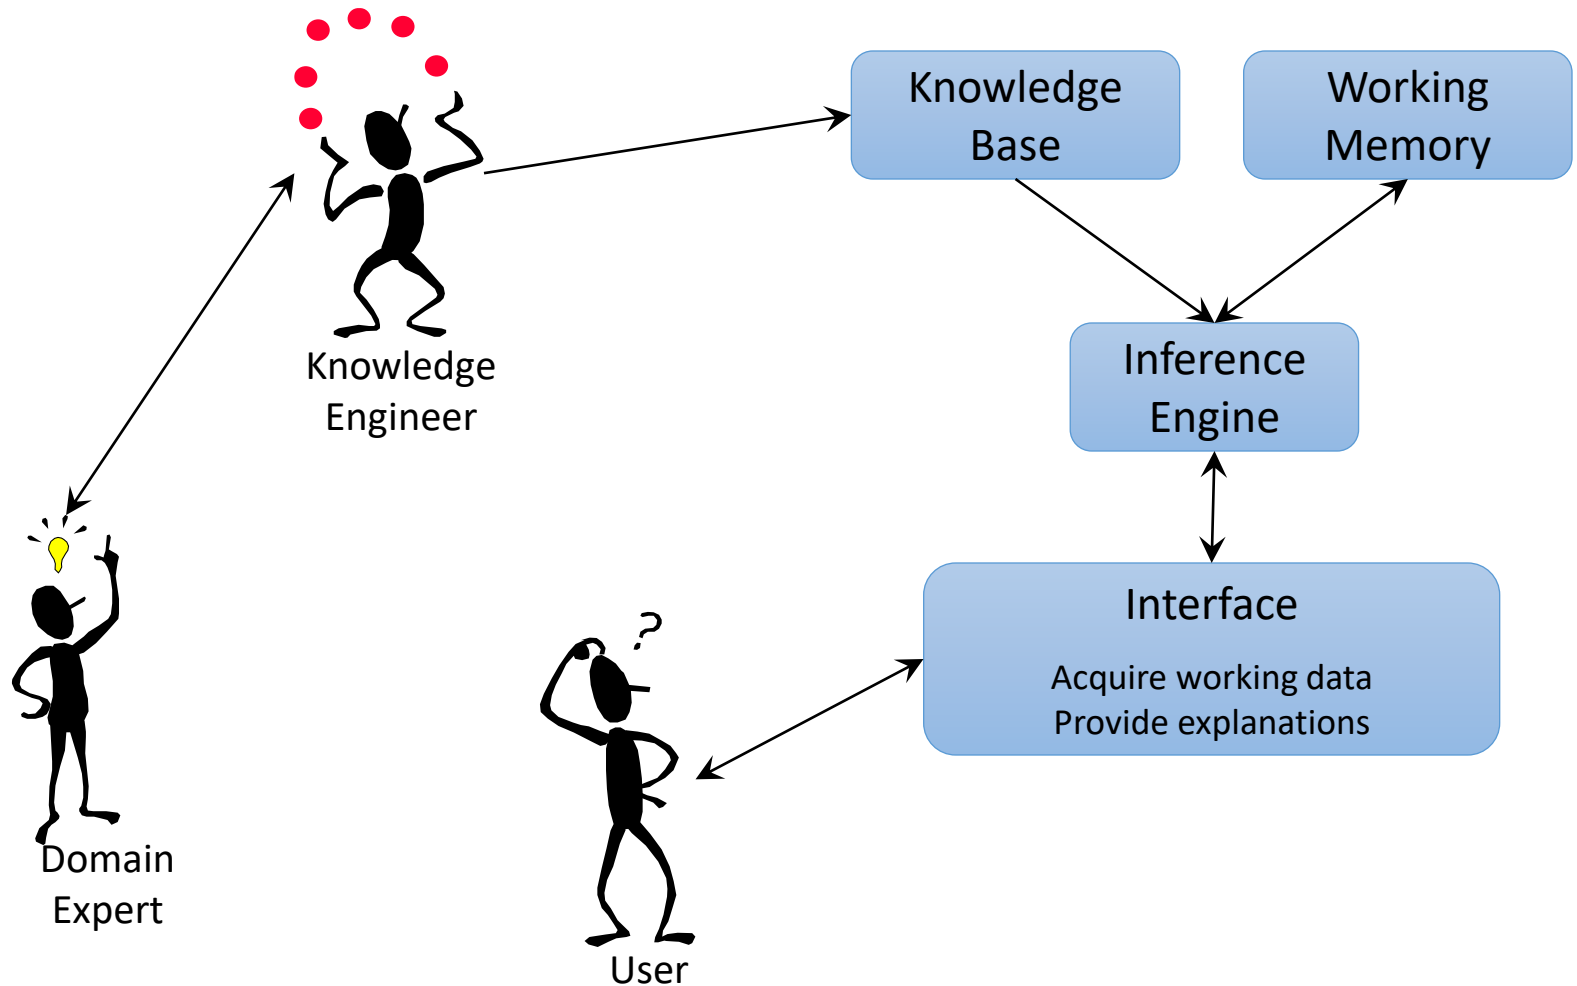 Knowledge
Base
Working
Memory
Knowledge
Engineer
Inference
Engine
Interface
Acquire working data
Provide explanations
?
Domain
Expert
User